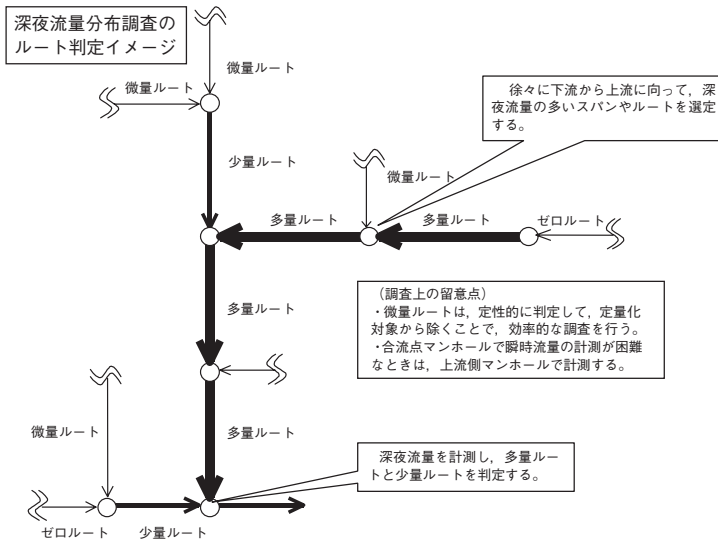 深夜流量分布調査の
ルート判定イメージ
微量ルート
微量ルート
徐々に下流から上流に向って，深
夜流量の多いスパンやルートを選定
する。
少量ルート
微量ルート
多量ルート
多量ルート
ゼロルート
（調査上の留意点）
・微量ルートは，定性的に判定して，定量化
対象から除くことで，効率的な調査を行う。
・合流点マンホールで瞬時流量の計測が困難
なときは，上流側マンホールで計測する。
多量ルート
微量ルート
多量ルート
深夜流量を計測し，多量ルー
トと少量ルートを判定する。
ゼロルート
少量ルート